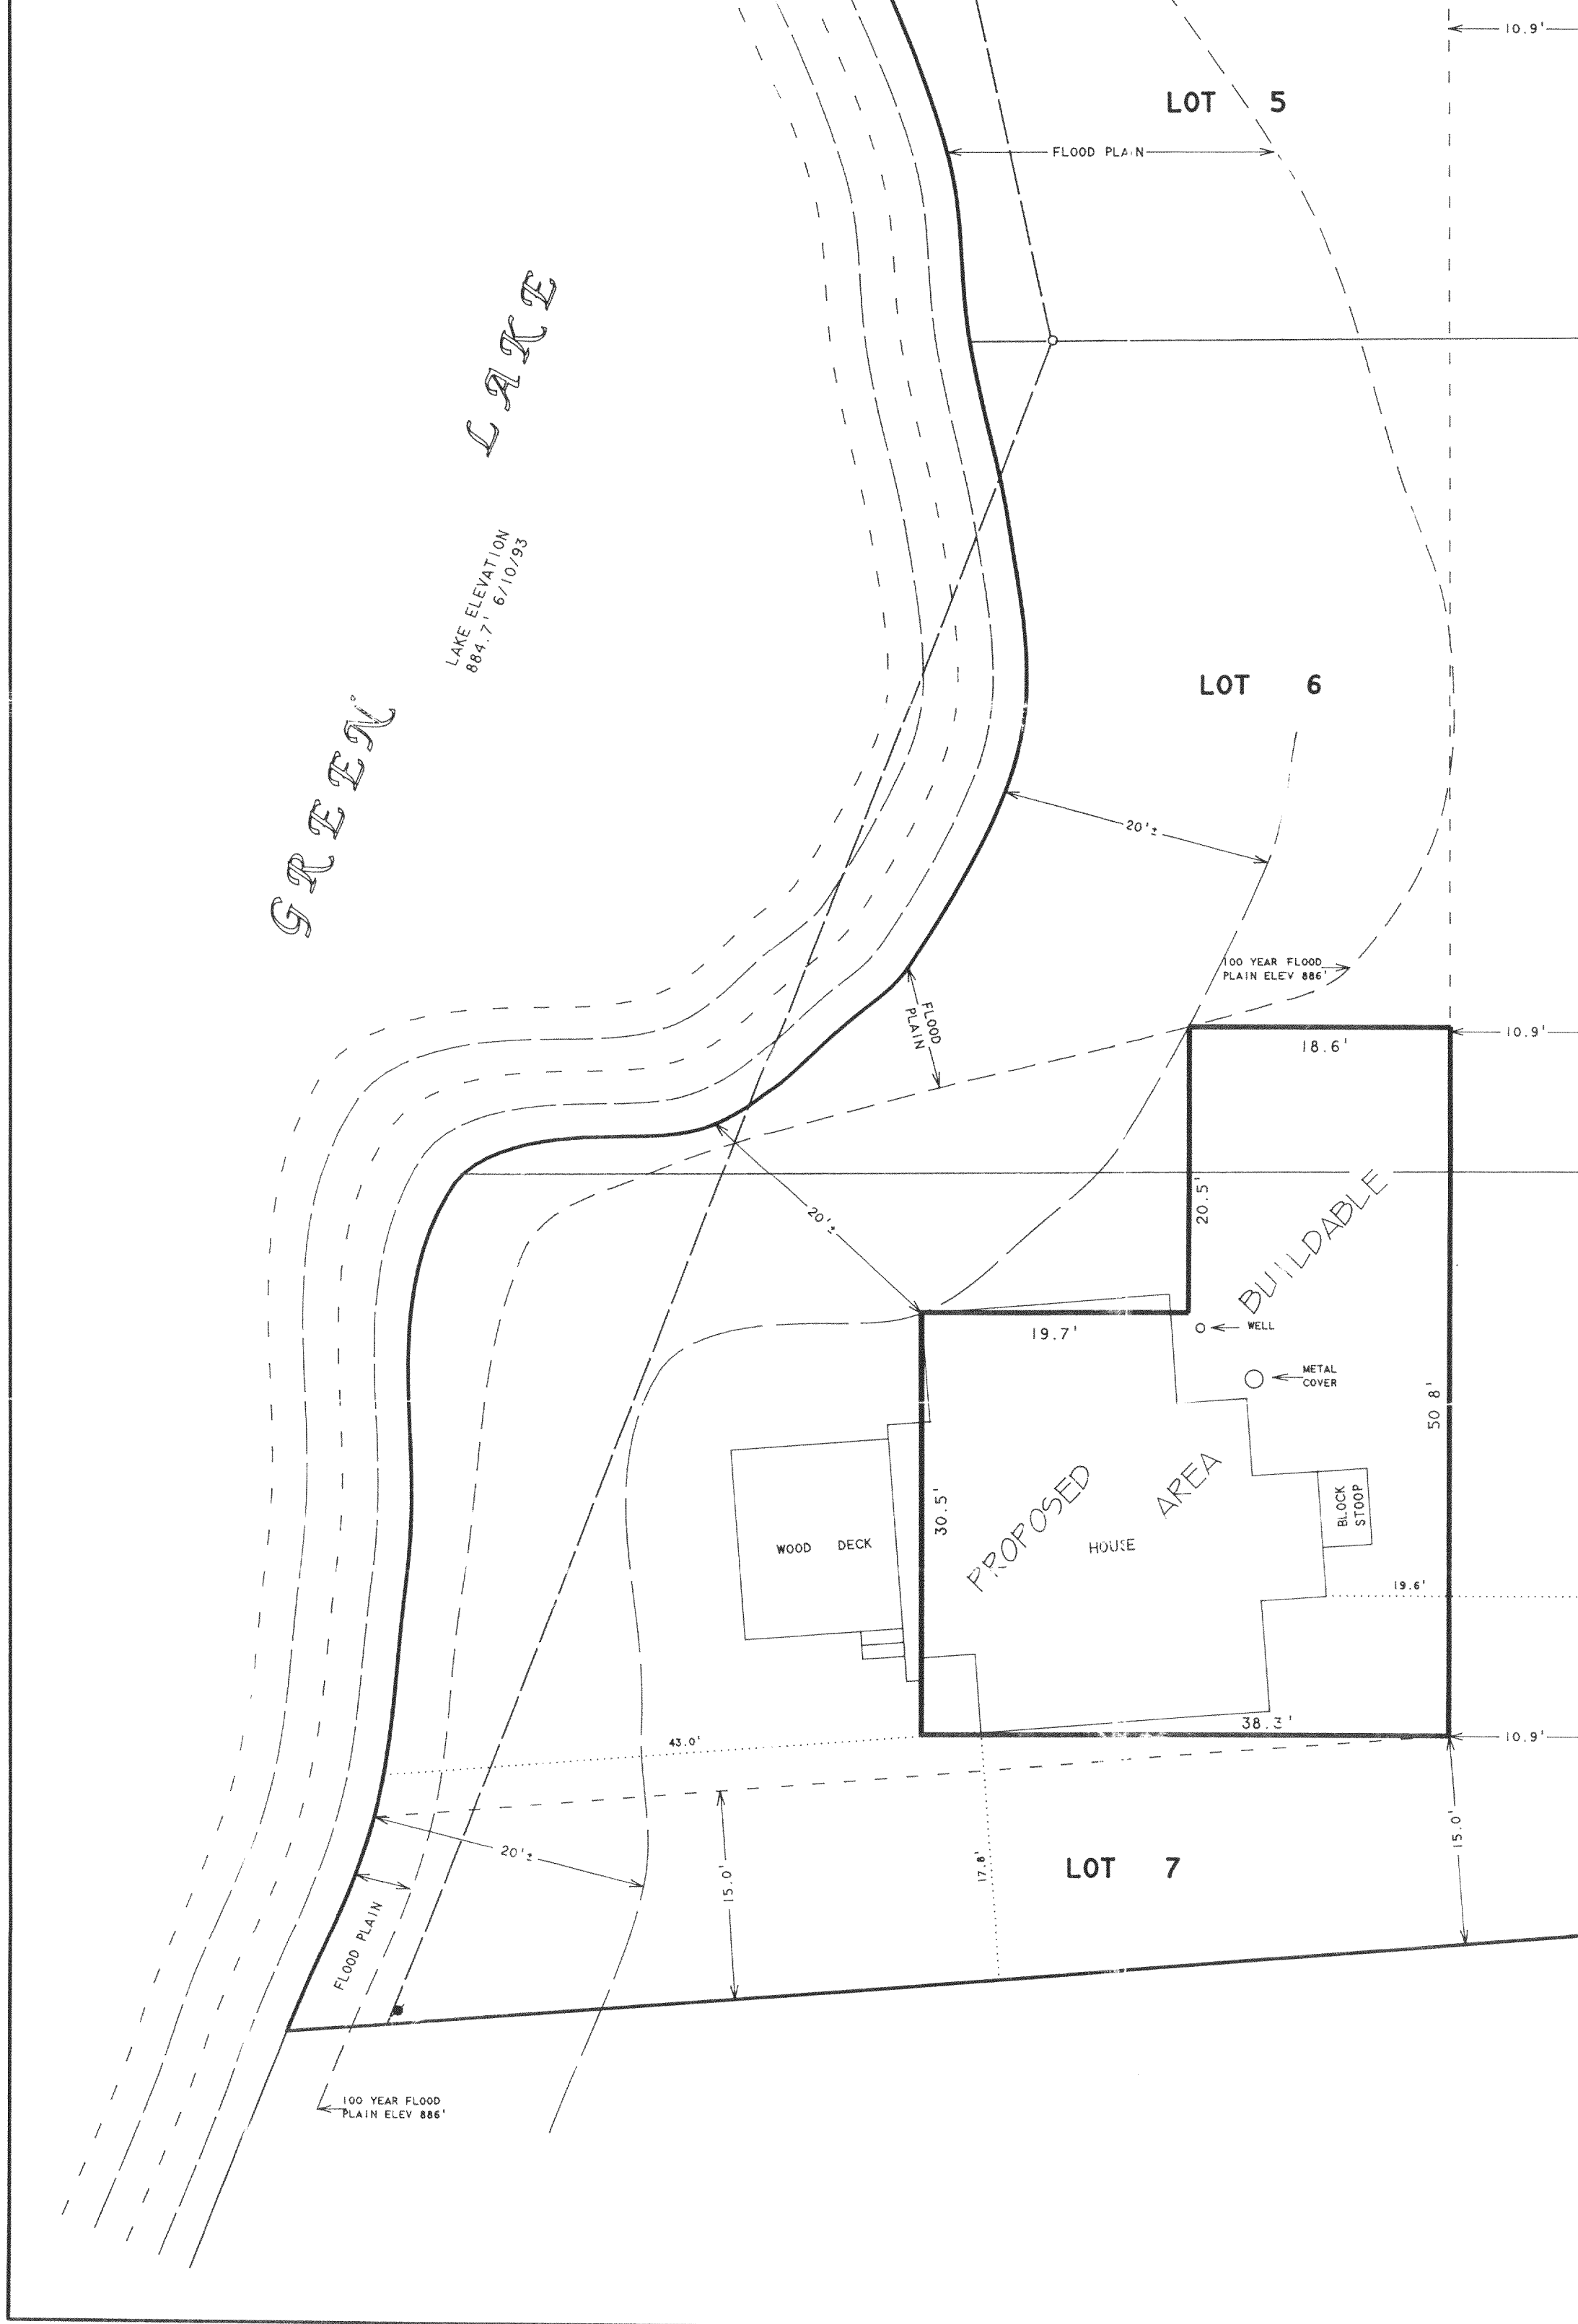 10.9'
LOT 5
FLOOD PLAIN
GREEN LAKE
LAKE ELEVATION
884.7' 6/10/93
LOT 6
20'±
100 YEAR FLOOD
PLAIN ELEV 886'
FLOOD
PLAIN
18.6'
10.9'
20.5'
20'±
BUILDABLE
19.7'
WELL
METAL
COVER
50 8'
30.5'
PROPOSED AREA
BLOCK
STOOP
WOOD DECK
HOUSE
19.6'
38.3'
43.0'
10.9'
20'±
15.0'
17.8'
LOT 7
15.0'
FLOOD PLAIN
100 YEAR FLOOD
PLAIN ELEV 886'